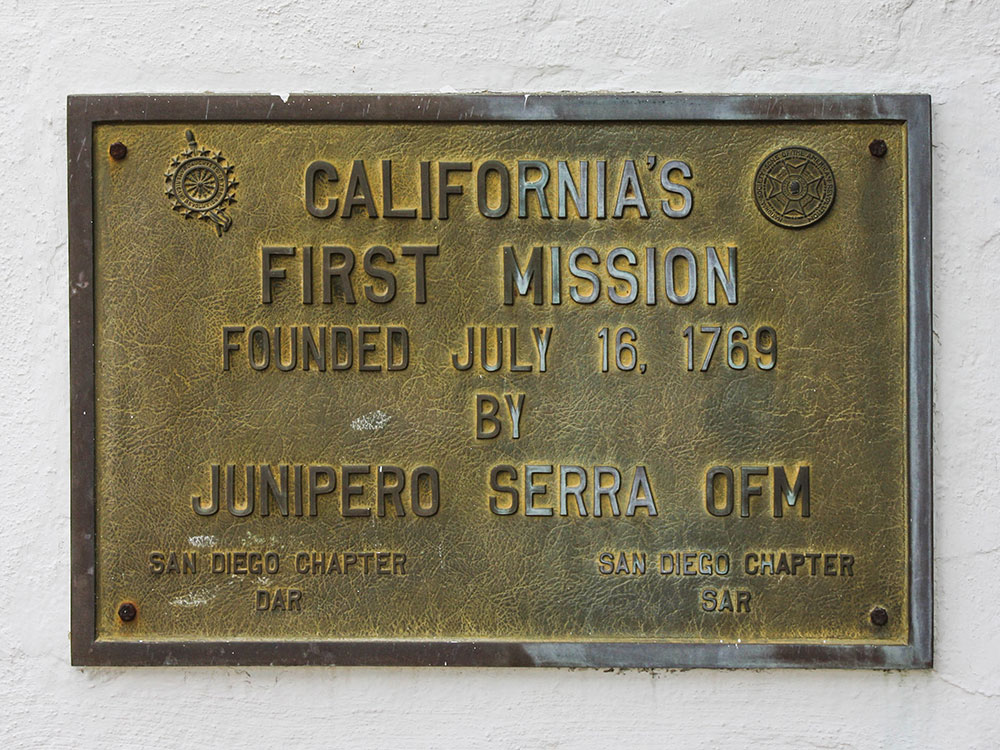 CALIFORNIA'S
FIRST MISSION
FOUNDED JULY 16, 1769
BY
JUNIPERO SERRA OFM
SAN DIEGO CHAPTER
DAR
SAN DIEGO CHAPTER
SAR